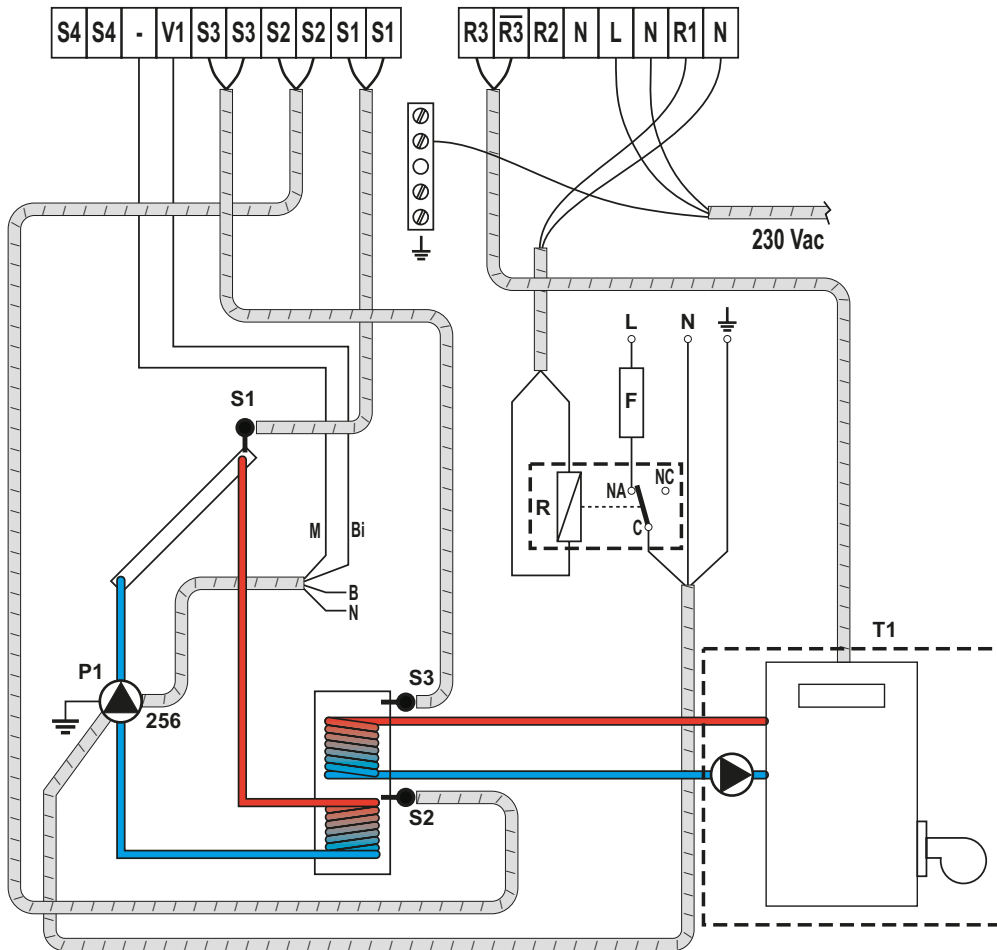 S4 S4 - V1 S3 S3 S2 S2 S1 S1
R3 R3̅ R2 N L N R1 N
230 Vac
L N
S1
F
NA NC
R
C
M Bi
B
N
T1
P1
S3
256
S2